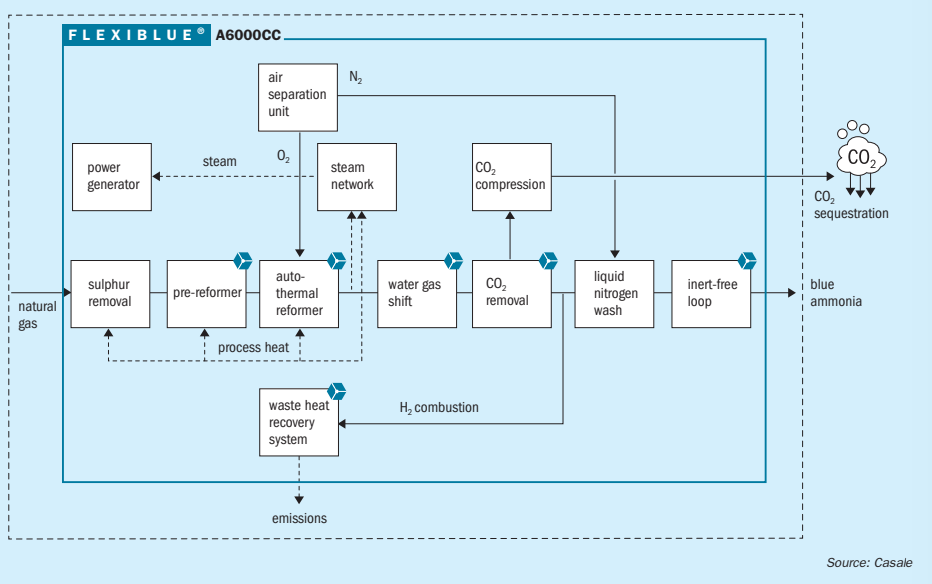 FLEXIBLUE® A6000CC
air
separation
unit
N₂
O₂
power
generator
steam
steam
network
CO₂
compression
CO₂
CO₂
sequestration
natural
gas
sulphur
removal
pre-reformer
auto-
thermal
reformer
water gas
shift
CO₂
removal
liquid
nitrogen
wash
inert-free
loop
blue
ammonia
process heat
waste heat
recovery
system
H₂ combustion
emissions
Source: Casale